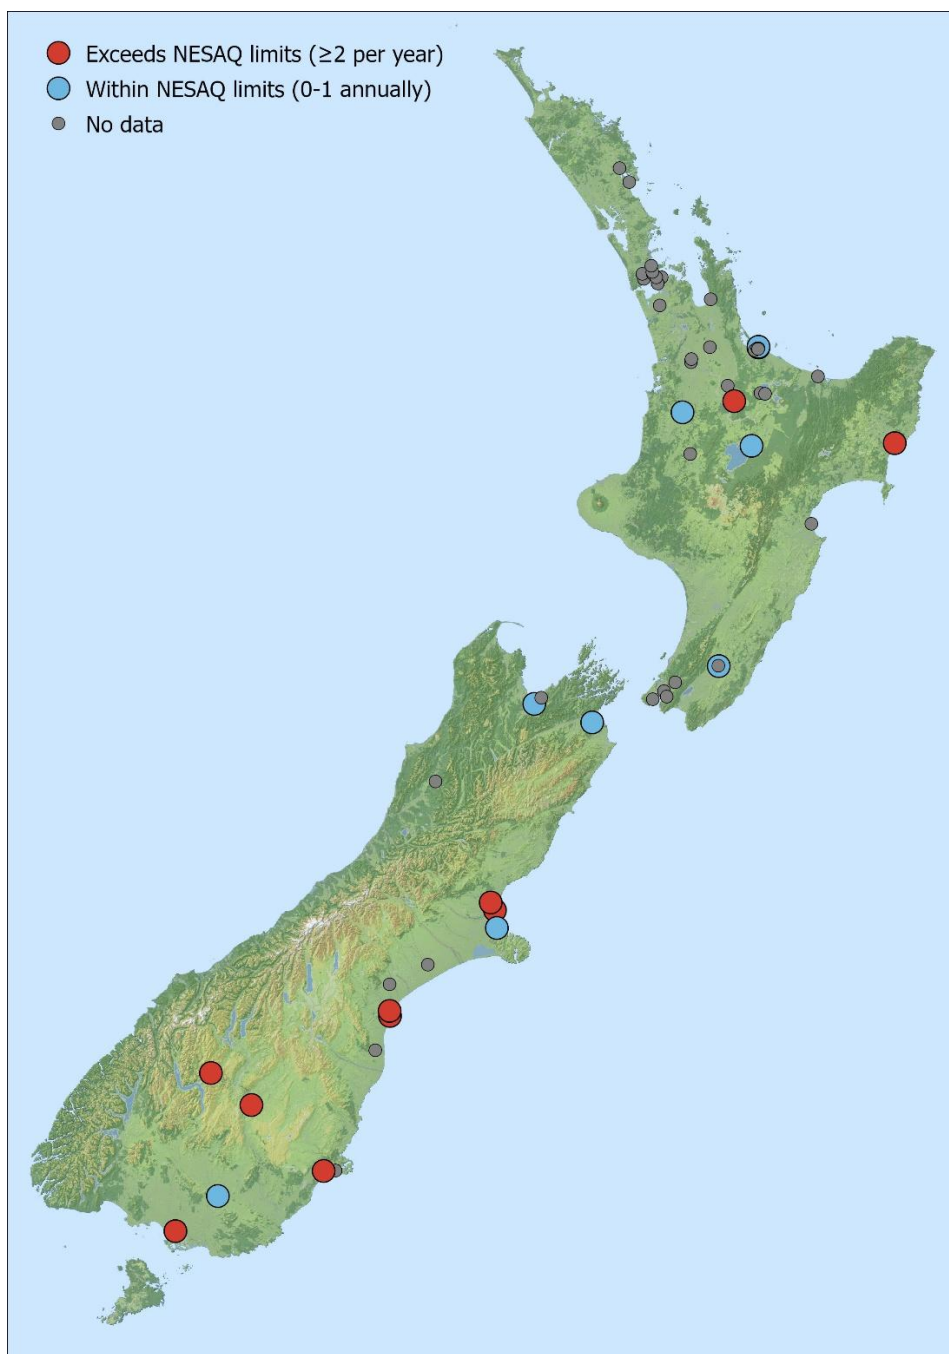 Exceeds NESAQ limits (≥2 per year)
Within NESAQ limits (0-1 annually)
No data